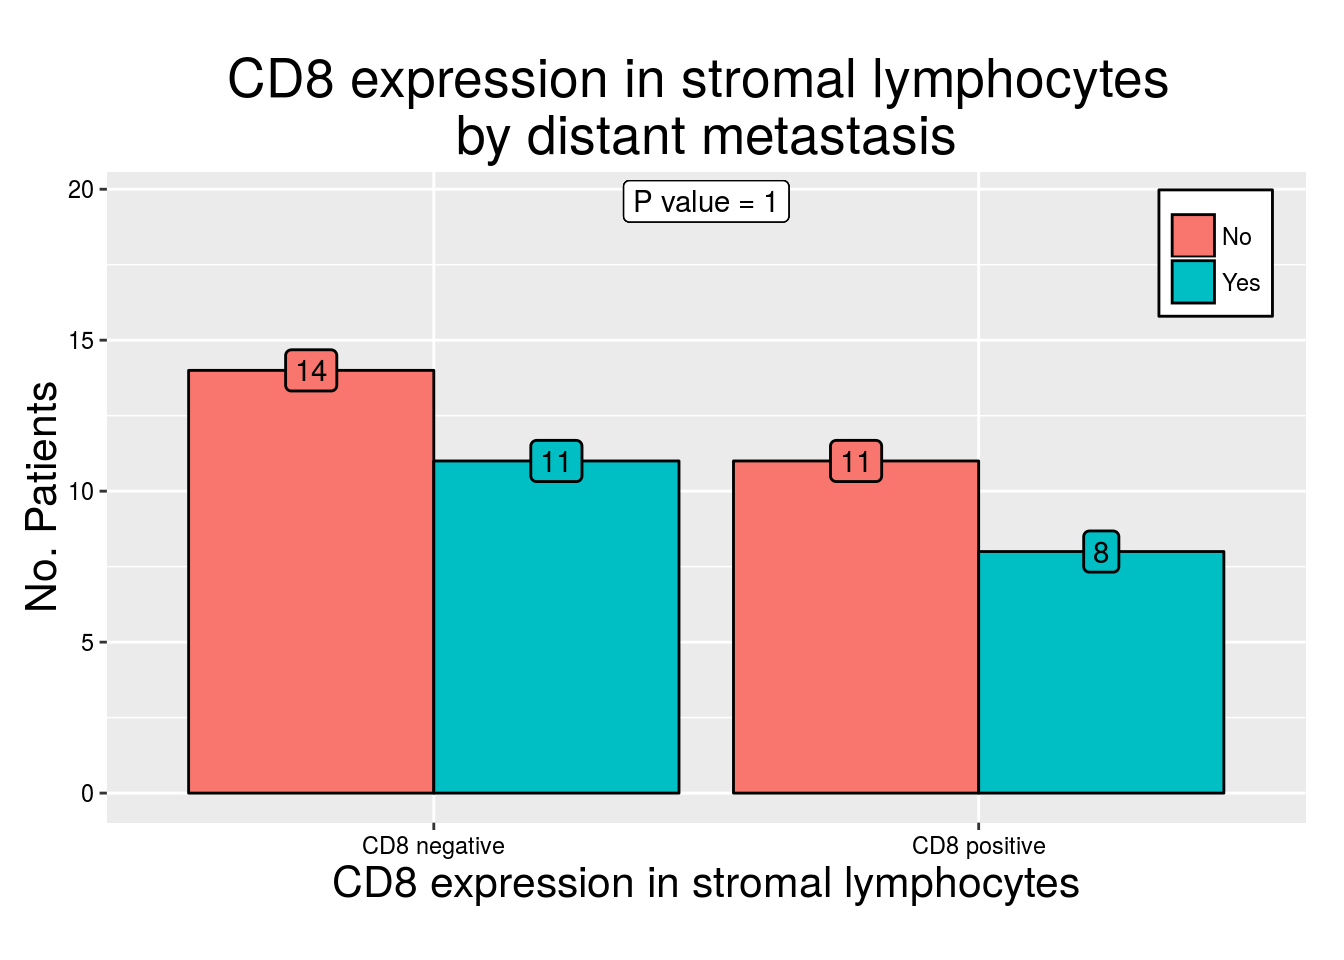 CD8 expression in stromal lymphocytes
by distant metastasis
No. Patients
20
15
10
5
0
P value = 1
No
Yes
14
11
11
8
CD8 negative
CD8 positive
CD8 expression in stromal lymphocytes